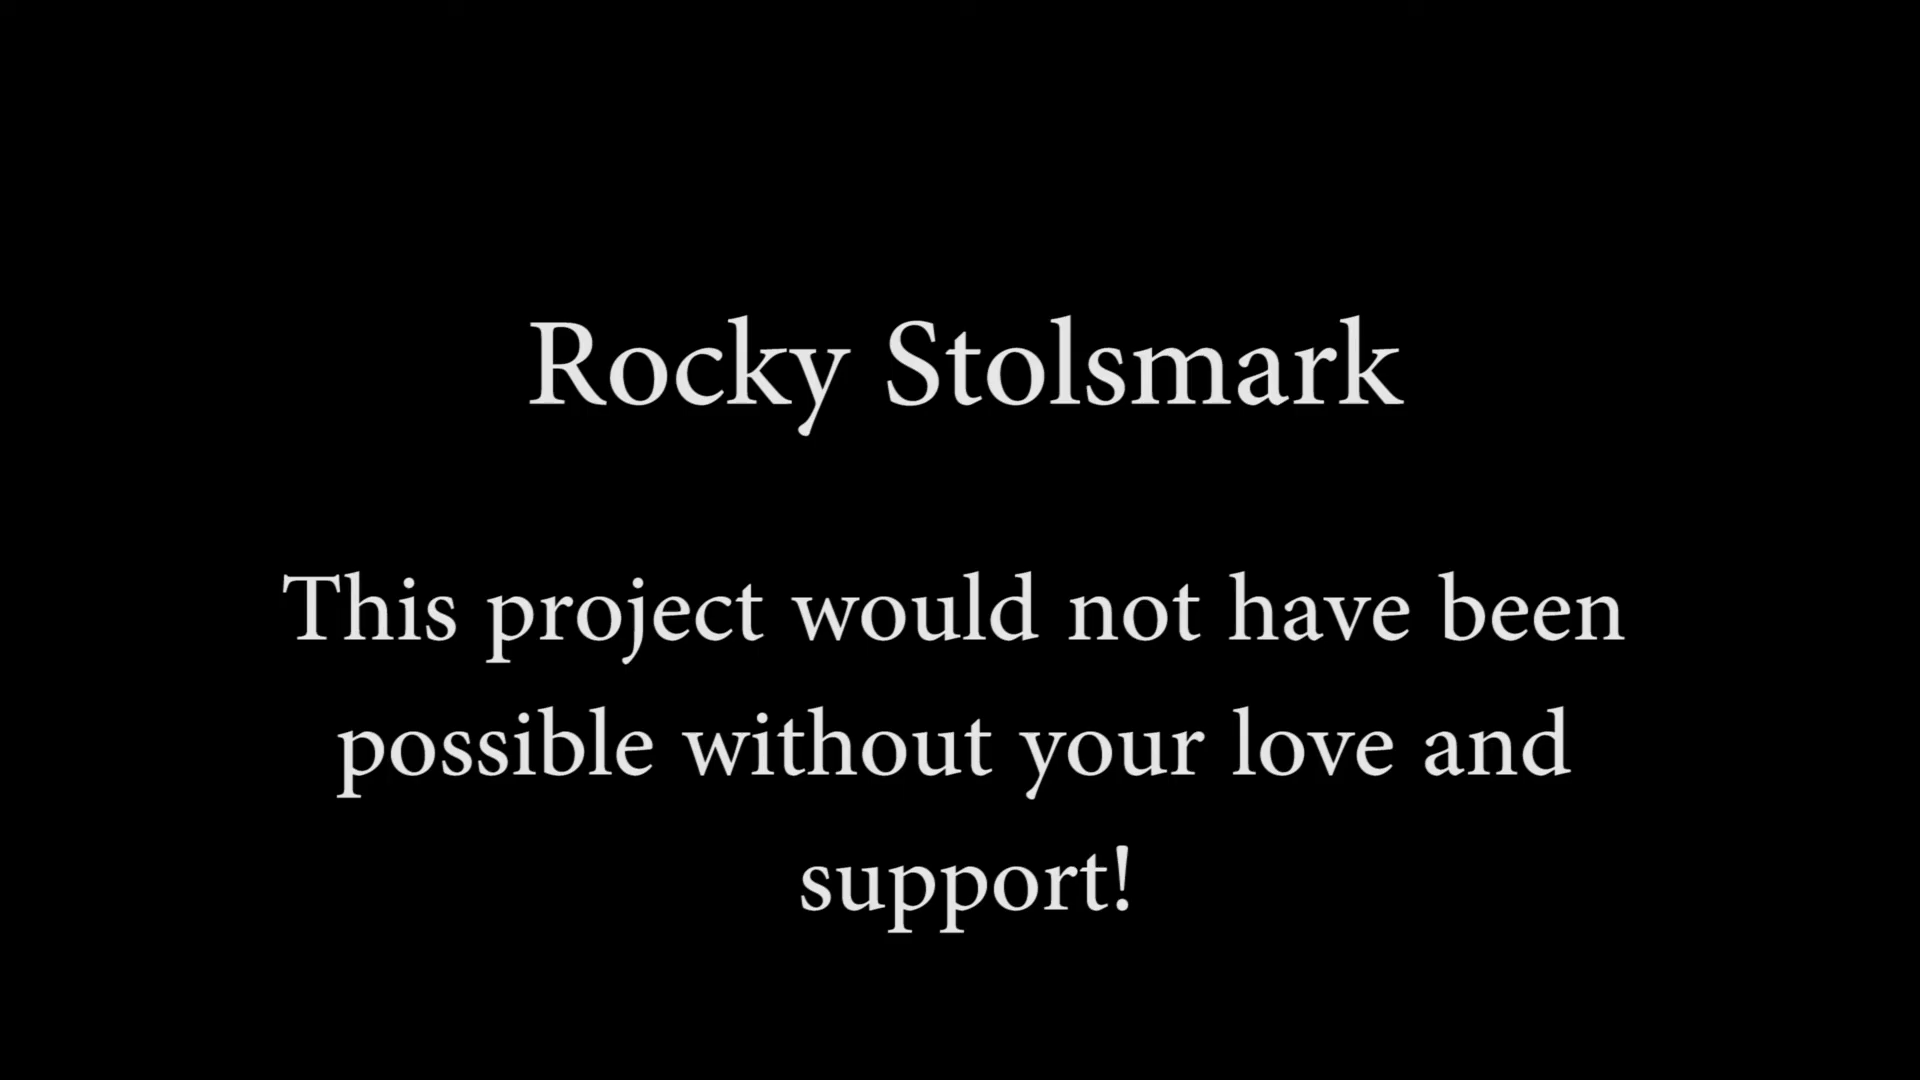 Rocky Stolsmark
This project would not have been
possible without your love and
support!